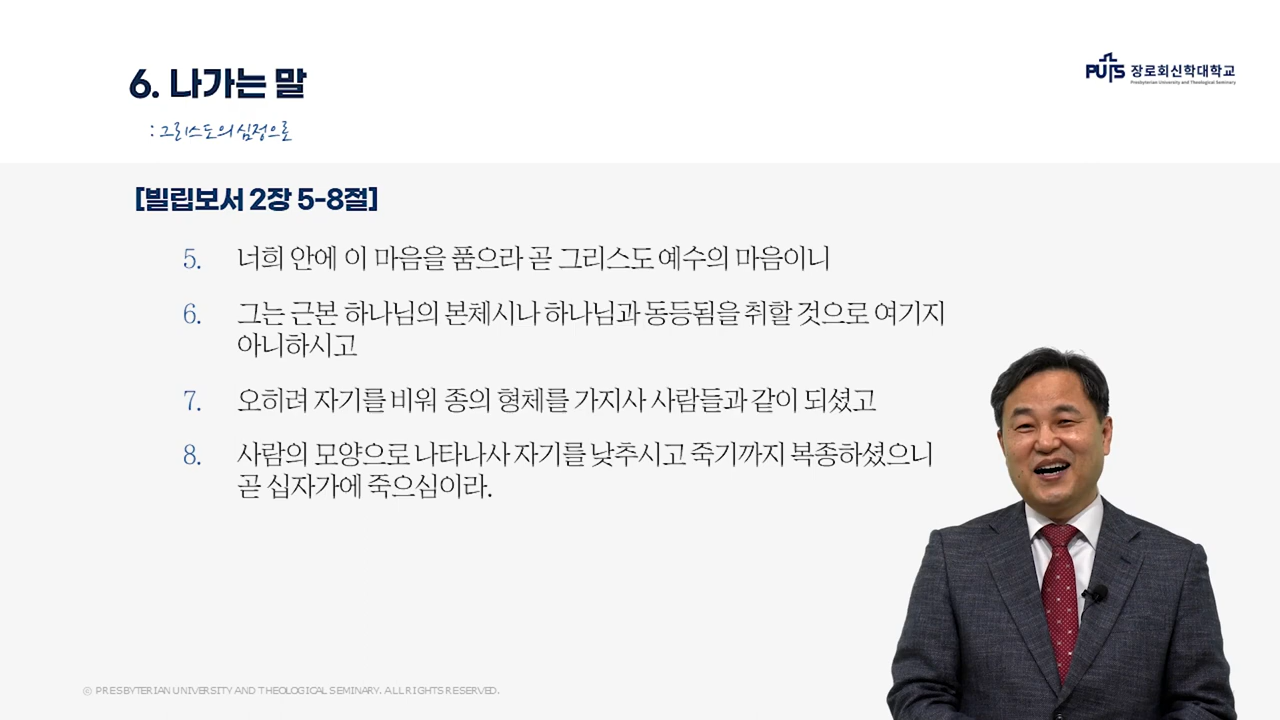 6. 나가는 말
: 그리스도의 심정으로
PUTS 장로회신학대학교
Presbyterian University and Theological Seminary
[빌립보서 2장 5-8절]
5. 너희 안에 이 마음을 품으라 곧 그리스도 예수의 마음이니
6. 그는 근본 하나님의 본체시나 하나님과 동등됨을 취할 것으로 여기지
아니하시고
7. 오히려 자기를 비워 종의 형체를 가지사 사람들과 같이 되셨고
8. 사람의 모양으로 나타나사 자기를 낮추시고 죽기까지 복종하셨으니
곧 십자가에 죽으심이라.
© PRESBYTERIAN UNIVERSITY AND THEOLOGICAL SEMINARY. ALL RIGHTS RESERVED.